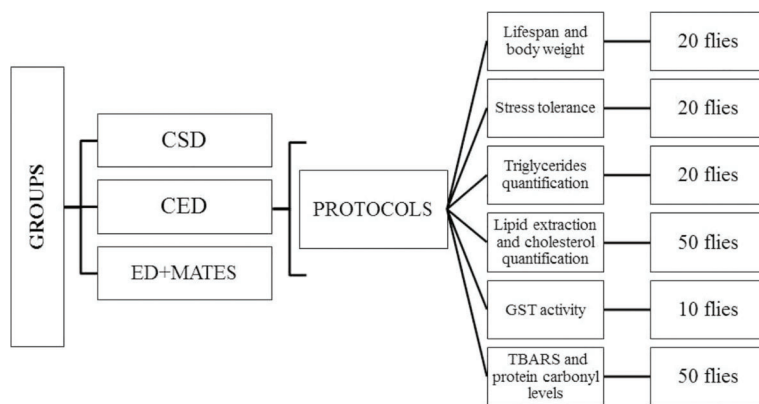 GROUPS
CSD
CED
ED+MATES
PROTOCOLS
Lifespan and
body weight
20 flies
Stress tolerance
20 flies
Triglycerides
quantification
20 flies
Lipid extraction
and cholesterol
quantification
50 flies
GST activity
10 flies
TBARS and
protein carbonyl
levels
50 flies